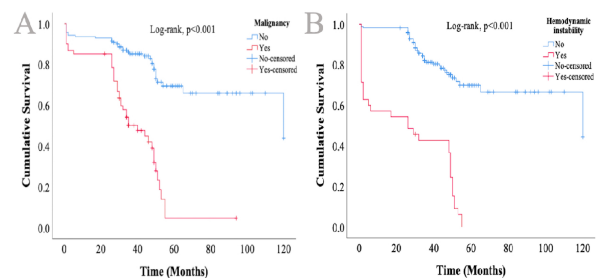 A
Log-rank, p<0.001
Malignancy
No
Yes
No-censored
Yes-censored
Cumulative Survival
1.0
0.8
0.6
0.4
0.2
0.0
0 20 40 60 80 100 120
Time (Months)
B
Log-rank, p<0.001
Hemodynamic
instability
No
Yes
No-censored
Yes-censored
Cumulative Survival
1.0
0.8
0.6
0.4
0.2
0.0
0 20 40 60 80 100 120
Time (Months)